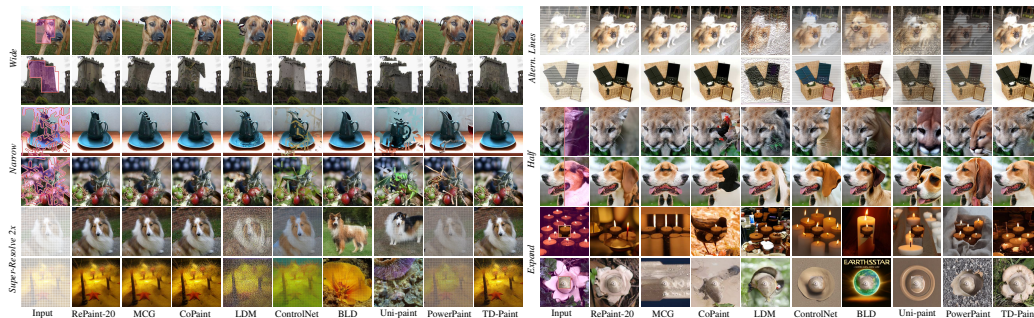 Wide
Narrow
Super-Resolve 2x
Input RePaint-20 MCG CoPaint LDM ControlNet BLD Uni-paint PowerPaint TD-Paint
Altern. Lines
Half
Expand
EARTHSSTAR
Input RePaint-20 MCG CoPaint LDM ControlNet BLD Uni-paint PowerPaint TD-Paint